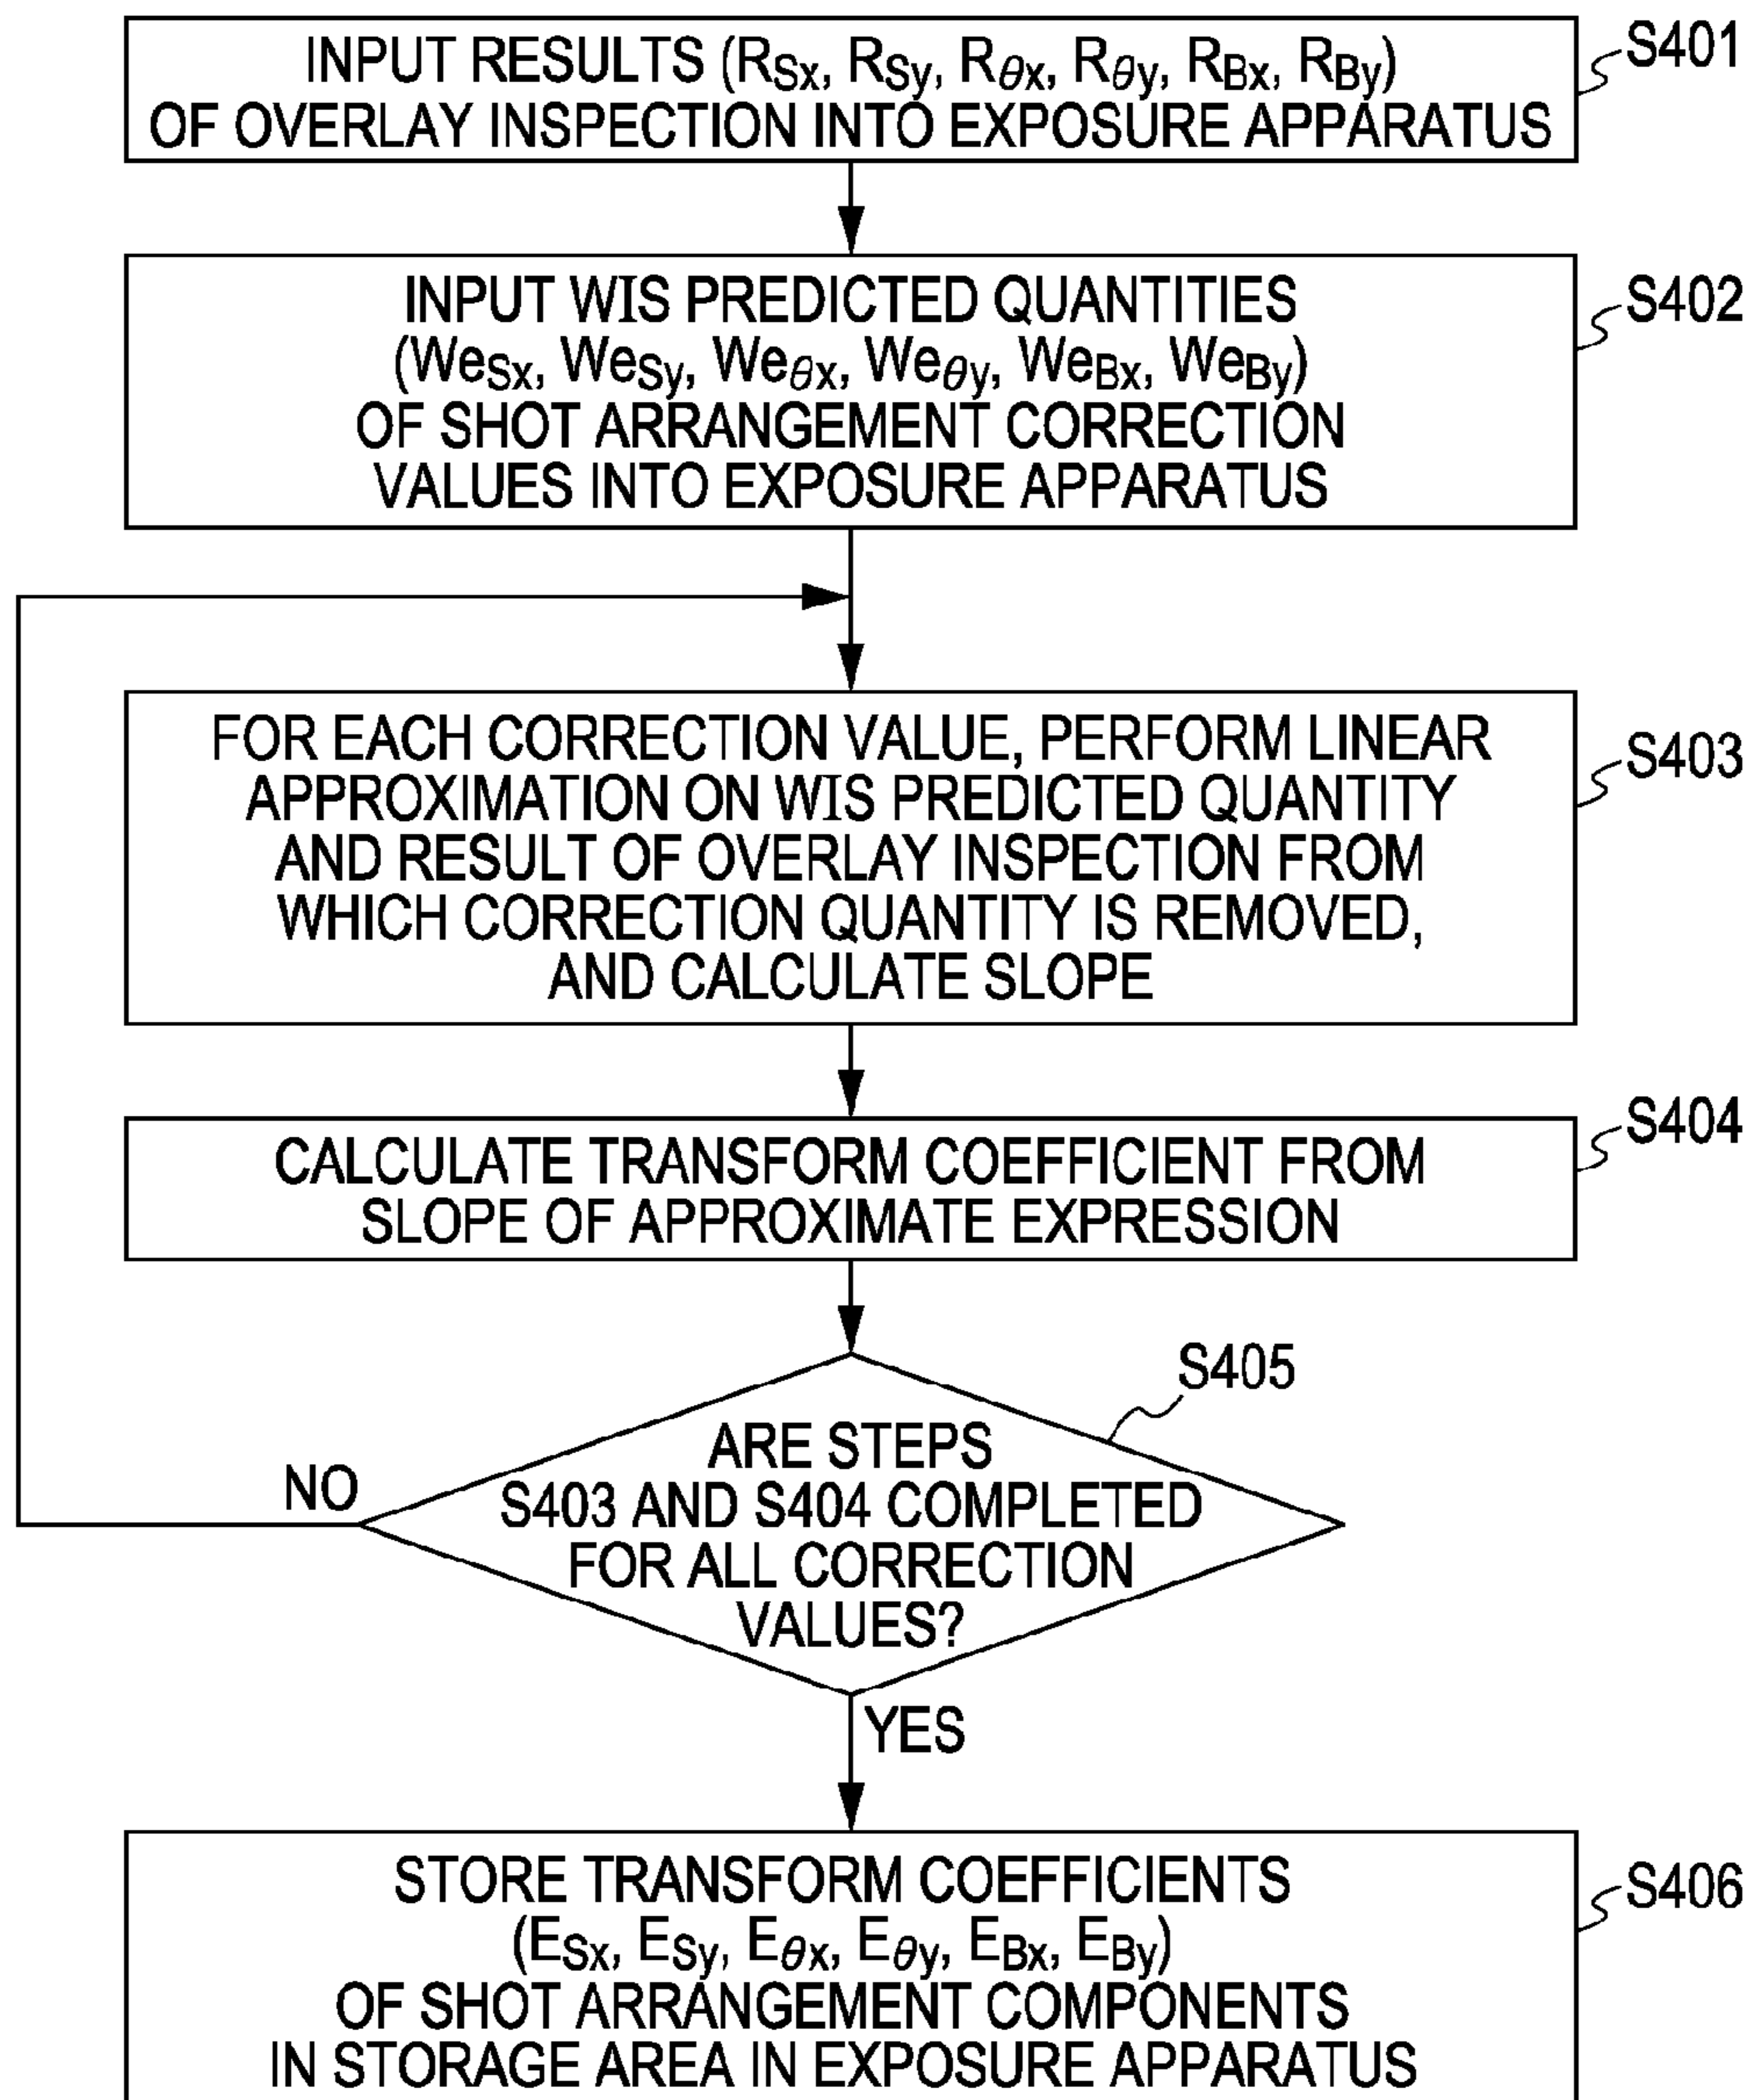 INPUT RESULTS (RSx, RSy, Rθx, Rθy, RBx, RBy)
OF OVERLAY INSPECTION INTO EXPOSURE APPARATUS
S401
INPUT WIS PREDICTED QUANTITIES
(WeSx, WeSy, Weθx, Weθy, WeBx, WeBy)
OF SHOT ARRANGEMENT CORRECTION
VALUES INTO EXPOSURE APPARATUS
S402
FOR EACH CORRECTION VALUE, PERFORM LINEAR
APPROXIMATION ON WIS PREDICTED QUANTITY
AND RESULT OF OVERLAY INSPECTION FROM
WHICH CORRECTION QUANTITY IS REMOVED,
AND CALCULATE SLOPE
S403
CALCULATE TRANSFORM COEFFICIENT FROM
SLOPE OF APPROXIMATE EXPRESSION
S404
ARE STEPS
S403 AND S404 COMPLETED
FOR ALL CORRECTION
VALUES?
S405
NO
YES
STORE TRANSFORM COEFFICIENTS
(ESx, ESy, Eθx, Eθy, EBx, EBy)
OF SHOT ARRANGEMENT COMPONENTS
IN STORAGE AREA IN EXPOSURE APPARATUS
S406